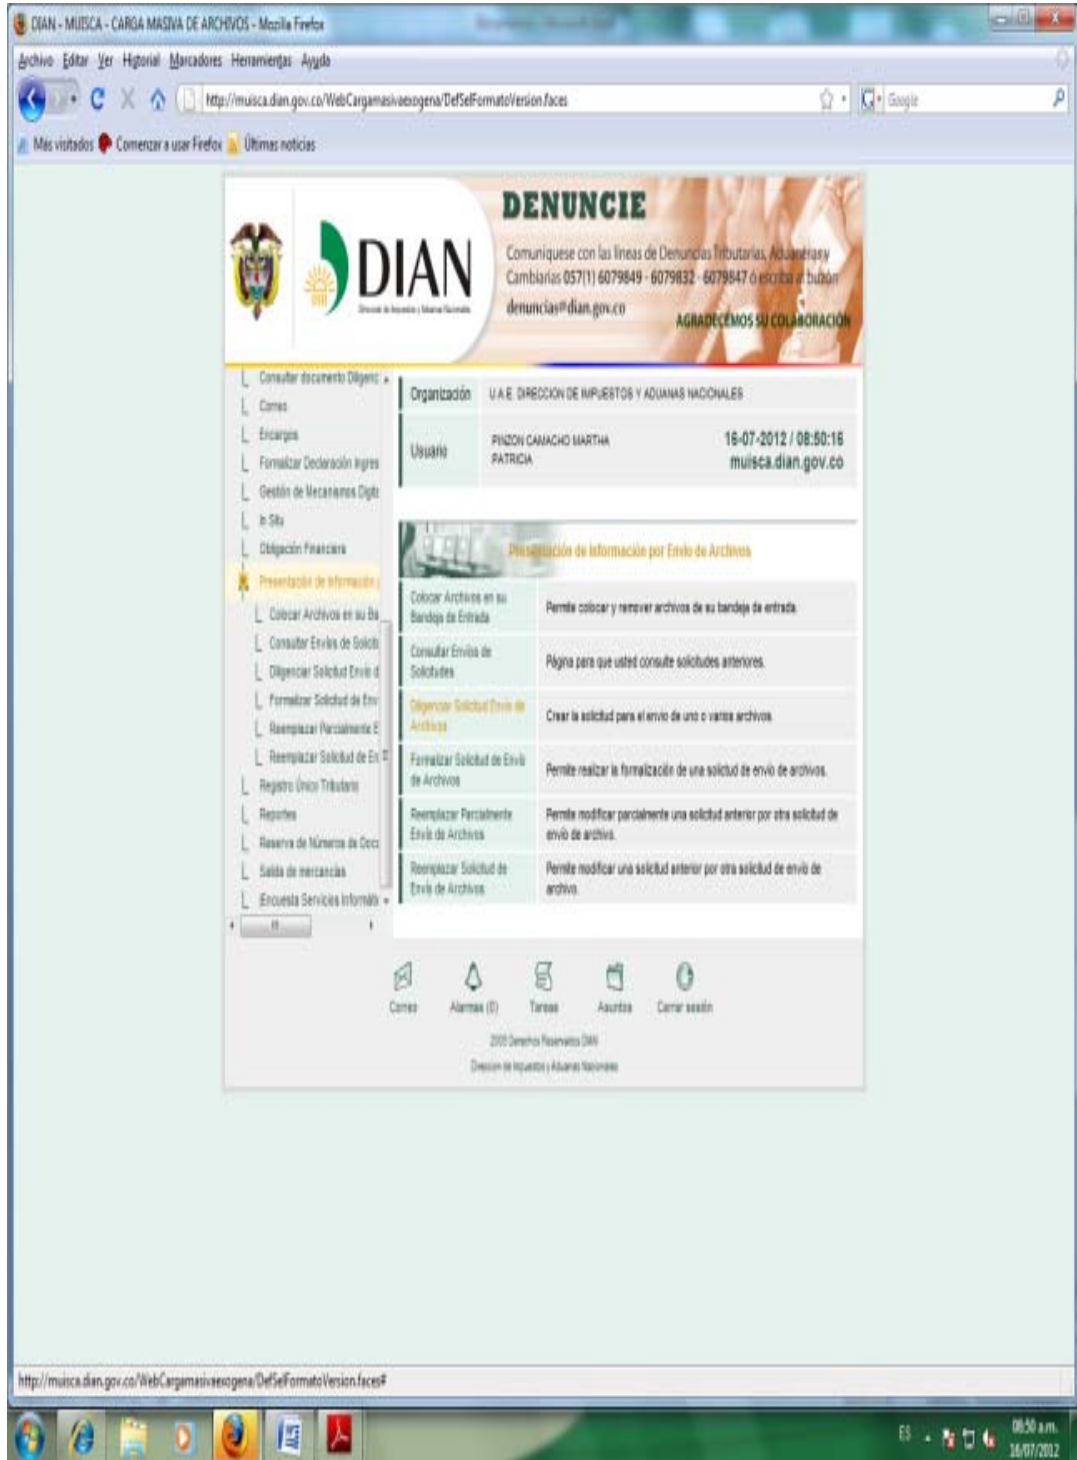 DIAN - MUISCA - CARGA MASIVA DE ARCHIVOS - Mozilla Firefox
Archivo Editar Ver Historial Marcadores Herramientas Ayuda
http://muisca.dian.gov.co/WebCargamasivaexogena/DefSelFormatoVersion.faces
Google
Más visitados Comenzar a usar Firefox Últimas noticias
DENUNCIE
DIAN
Comuniquese con las lineas de Denuncias Tributarias, Aduaneras y
Cambiarias 057(1) 6079849 - 6079832 - 6079847 ó escriba al buzón
denuncias@dian.gov.co
AGRADECEMOS SU COLABORACIÓN
Consultar documento Diligenc
Correo
Encargos
Formalizar Declaración Ingres
Gestión de Mecanismos Digita
In Situ
Obligación Financiera
Presentación de Información p
Colocar Archivos en su Ba
Consultar Envíos de Solicitu
Diligenciar Solicitud Envío d
Formalizar Solicitud de Env
Reemplazar Parcialmente E
Reemplazar Solicitud de En
Registro Único Tributario
Reportes
Reserva de Números de Docu
Salida de mercancías
Encuesta Servicios Informáti
Organización U.A.E. DIRECCION DE IMPUESTOS Y ADUANAS NACIONALES
Usuario PINZON CAMACHO MARTHA
PATRICIA
16-07-2012 / 08:50:16
muisca.dian.gov.co
Presentación de Información por Envío de Archivos
Colocar Archivos en su
Bandeja de Entrada
Permite colocar y remover archivos de su bandeja de entrada.
Consultar Envíos de
Solicitudes
Página para que usted consulte solicitudes anteriores.
Diligenciar Solicitud Envío de
Archivos
Crear la solicitud para el envio de uno o varios archivos.
Formalizar Solicitud de Envío
de Archivos
Permite realizar la formalización de una solicitud de envío de archivos.
Reemplazar Parcialmente
Envío de Archivos
Permite modificar parcialmente una solicitud anterior por otra solicitud de
envío de archivo.
Reemplazar Solicitud de
Envío de Archivos
Permite modificar una solicitud anterior por otra solicitud de envío de
archivo.
Correo Alarmas (0) Tareas Asuntos Cerrar sesión
Derechos Reservados DIAN
Direccion de Impuestos y Aduanas Nacionales
http://muisca.dian.gov.co/WebCargamasivaexogena/DefSelFormatoVersion.faces#
ES
08:50 a.m.
16/07/2012